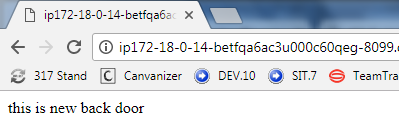 ip172-18-0-14-betfqa6ac
ip172-18-0-14-betfqa6ac3u000c60qeg-8099.
317 Stand Canvanizer DEV.10 SIT.7 TeamTra
this is new back door